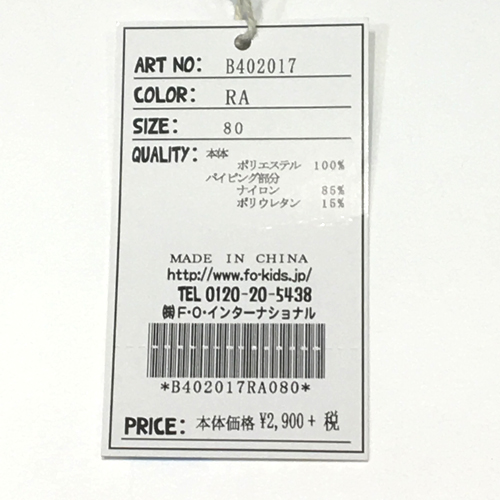 ART NO: B402017
COLOR: RA
SIZE: 80
QUALITY: 本体
ポリエステル 100%
パイピング部分
ナイロン 85%
ポリウレタン 15%
MADE IN CHINA
http://www.fo-kids.jp/
TEL 0120-20-5438
㈱F・O・インターナショナル
*B402017RA080*
PRICE: 本体価格 ¥2,900 + 税